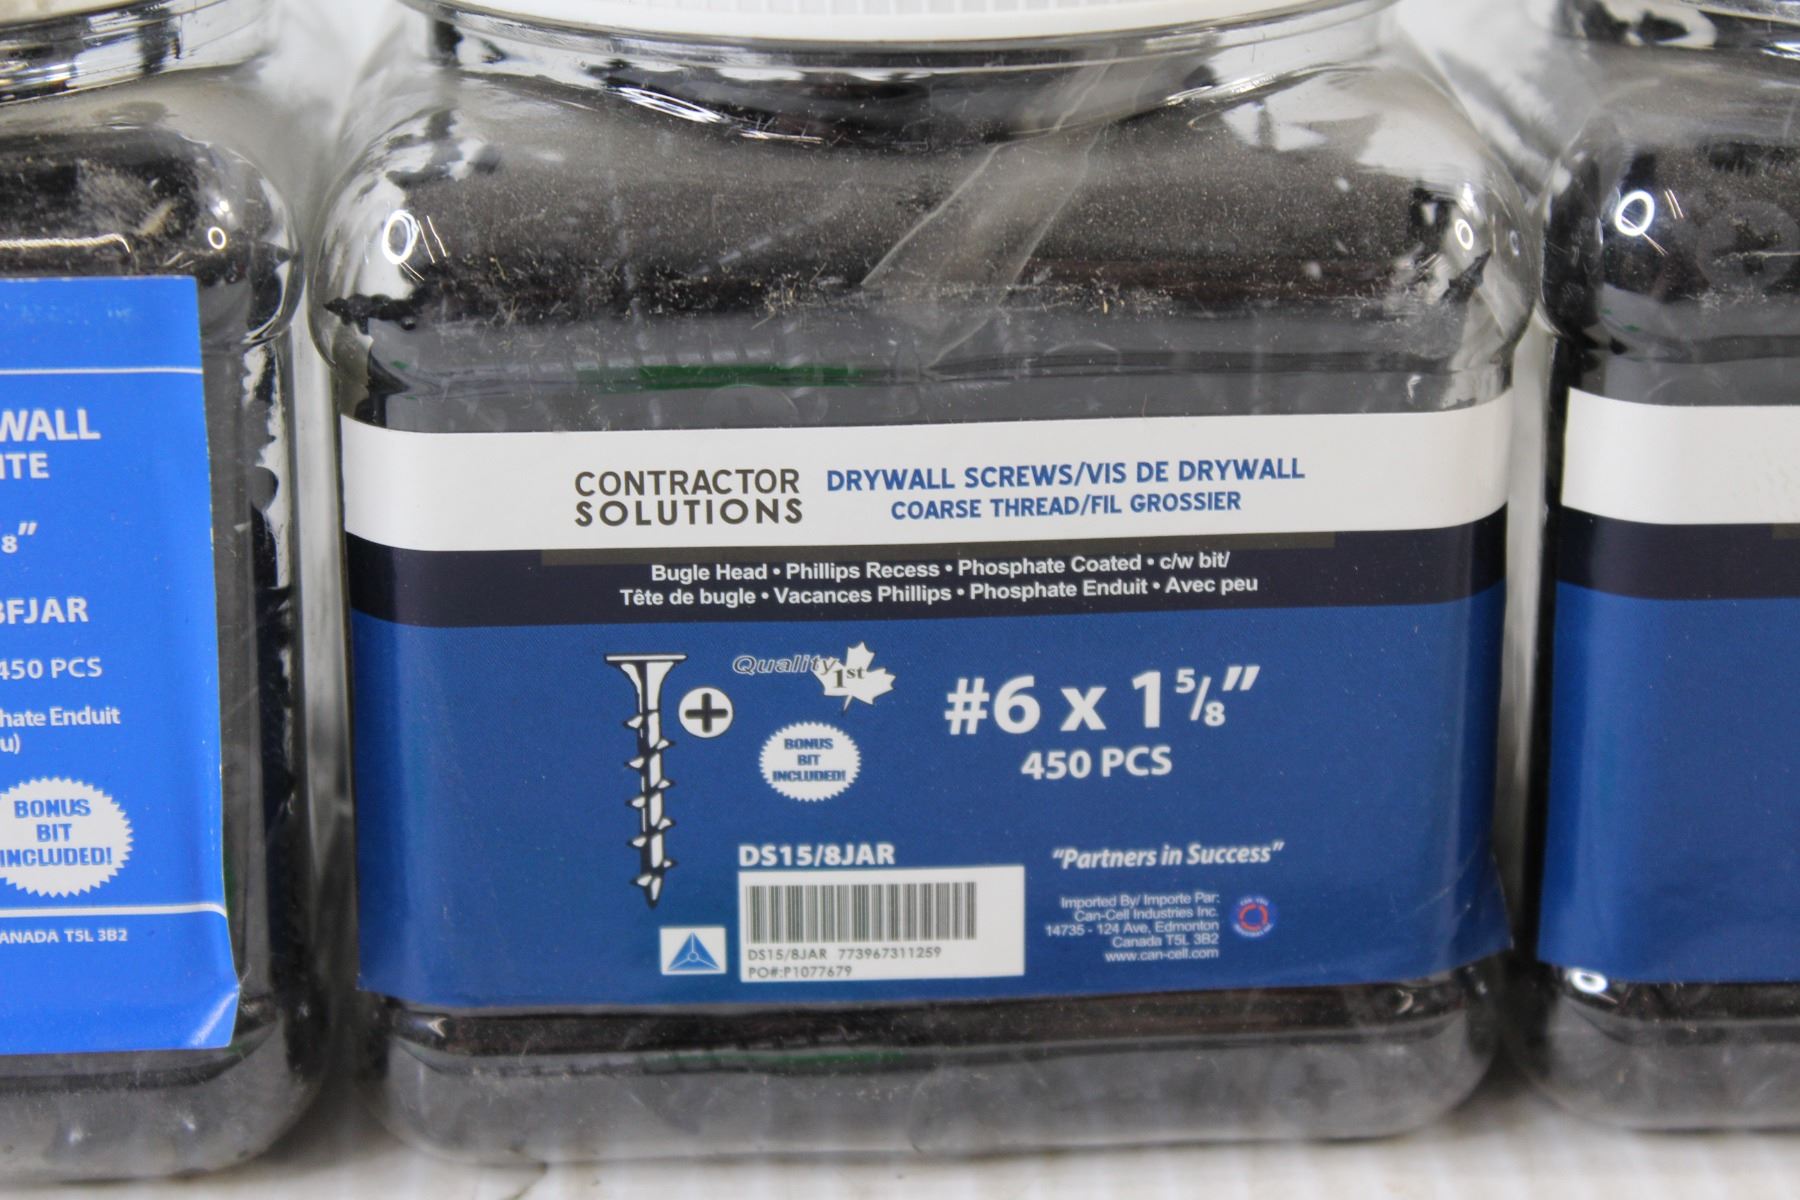 WALL
ITE
8"
FJAR
450 PCS
hate Enduit
u)
BONUS
BIT
INCLUDED!
ANADA T5L 3B2
CONTRACTOR
SOLUTIONS
DRYWALL SCREWS/VIS DE DRYWALL
COARSE THREAD/FIL GROSSIER
Bugle Head • Phillips Recess • Phosphate Coated • c/w bit/
Tête de bugle • Vacances Phillips • Phosphate Enduit • Avec peu
Quality
1st
#6 x 1 5/8"
450 PCS
BONUS
BIT
INCLUDED!
DS15/8JAR
DS15/8JAR 773967311259
PO#:P1077679
"Partners in Success"
Imported By/ Importe Par:
Can-Cell Industries Inc.
14735 - 124 Ave, Edmonton
Canada T5L 3B2
www.can-cell.com